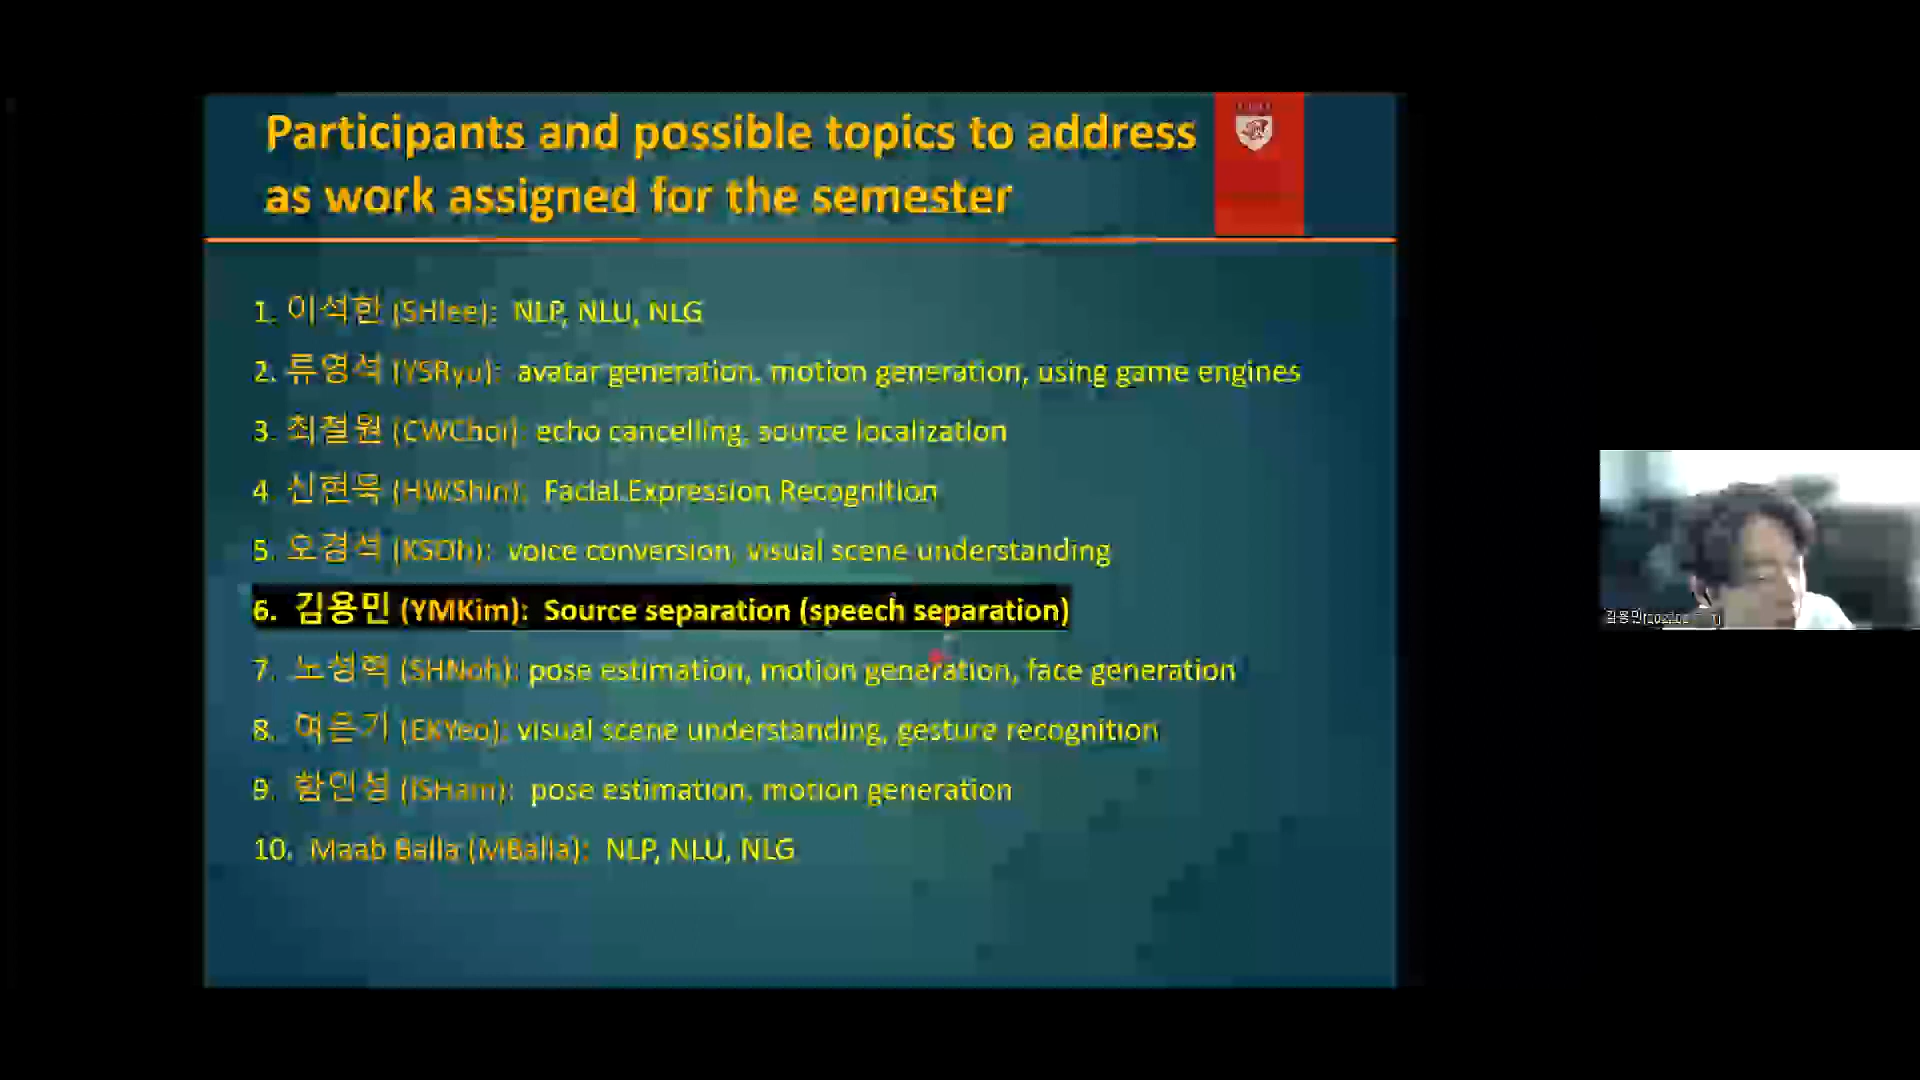 Participants and possible topics to address
as work assigned for the semester
1. 이석한 (SHlee): NLP, NLU, NLG
2. 류영석 (YSRyu): avatar generation, motion generation, using game engines
3. 최철원 (CWChoi): echo cancelling, source localization
4 신현욱 (HWShin): Facial Expression Recognition
5. 오경석 (KSOh): voice conversion, visual scene understanding
6. 김용민 (YMKim): Source separation (speech separation)
7. 노성혁 (SHNoh): pose estimation, motion generation, face generation
8. 여은기 (EKYeo): visual scene understanding, gesture recognition
9. 함인성 (ISHam): pose estimation, motion generation
10. Maab Balla (MBalla): NLP, NLU, NLG
김용민